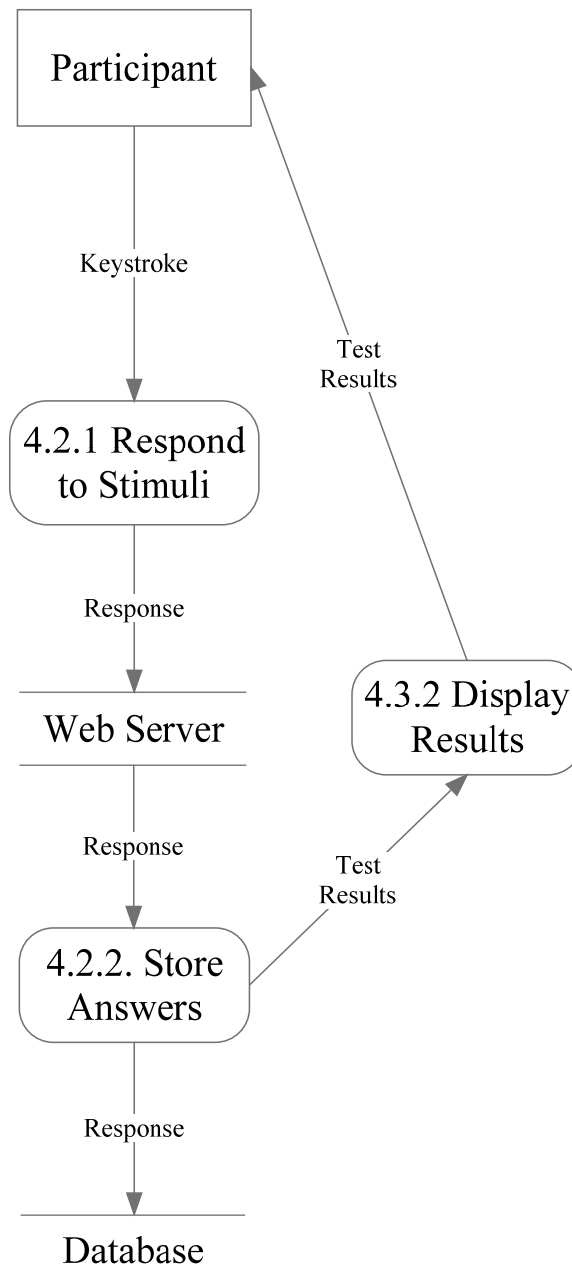 Participant
Keystroke
Test
Results
4.2.1 Respond
to Stimuli
Response
4.3.2 Display
Results
Web Server
Response
Test
Results
4.2.2. Store
Answers
Response
Database